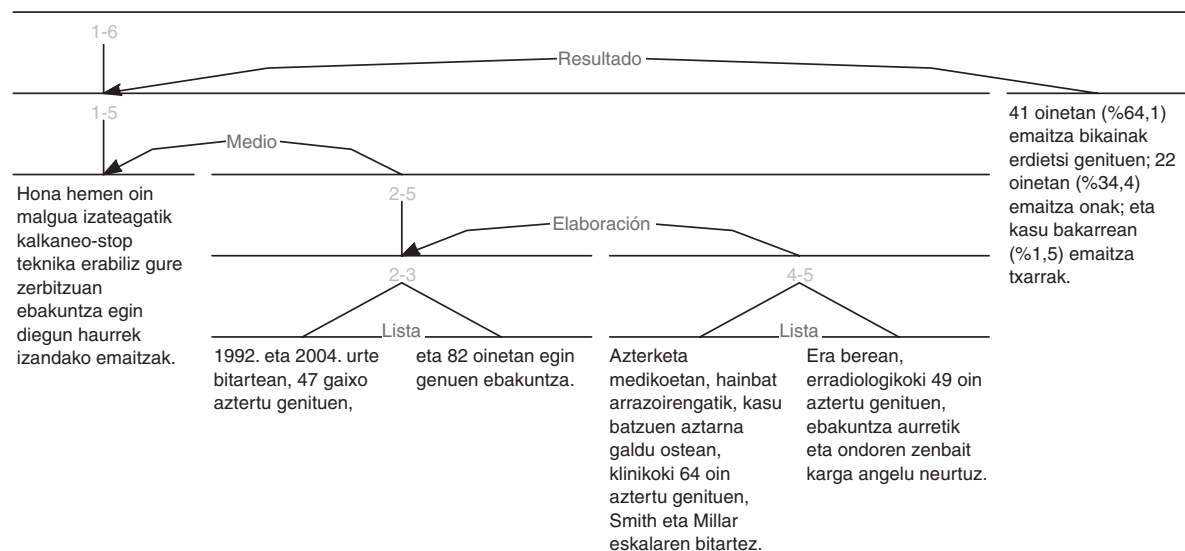 1-6
Resultado
1-5
Medio
41 oinetan (%64,1)
emaitza bikainak
erdietsi genituen; 22
oinetan (%34,4)
emaitza onak; eta
kasu bakarrean
(%1,5) emaitza
txarrak.
Hona hemen oin
malgua izateagatik
kalkaneo-stop
teknika erabiliz gure
zerbitzuan
ebakuntza egin
diegun haurrek
izandako emaitzak.
2-5
Elaboración
2-3
4-5
Lista
Lista
1992. eta 2004. urte
bitartean, 47 gaixo
aztertu genituen,
eta 82 oinetan egin
genuen ebakuntza.
Azterketa
medikoetan, hainbat
arrazoirengatik, kasu
batzuen aztarna
galdu ostean,
klinikoki 64 oin
aztertu genituen,
Smith eta Millar
eskalaren bitartez.
Era berean,
erradiologikoki 49 oin
aztertu genituen,
ebakuntza aurretik
eta ondoren zenbait
karga angelu neurtuz.